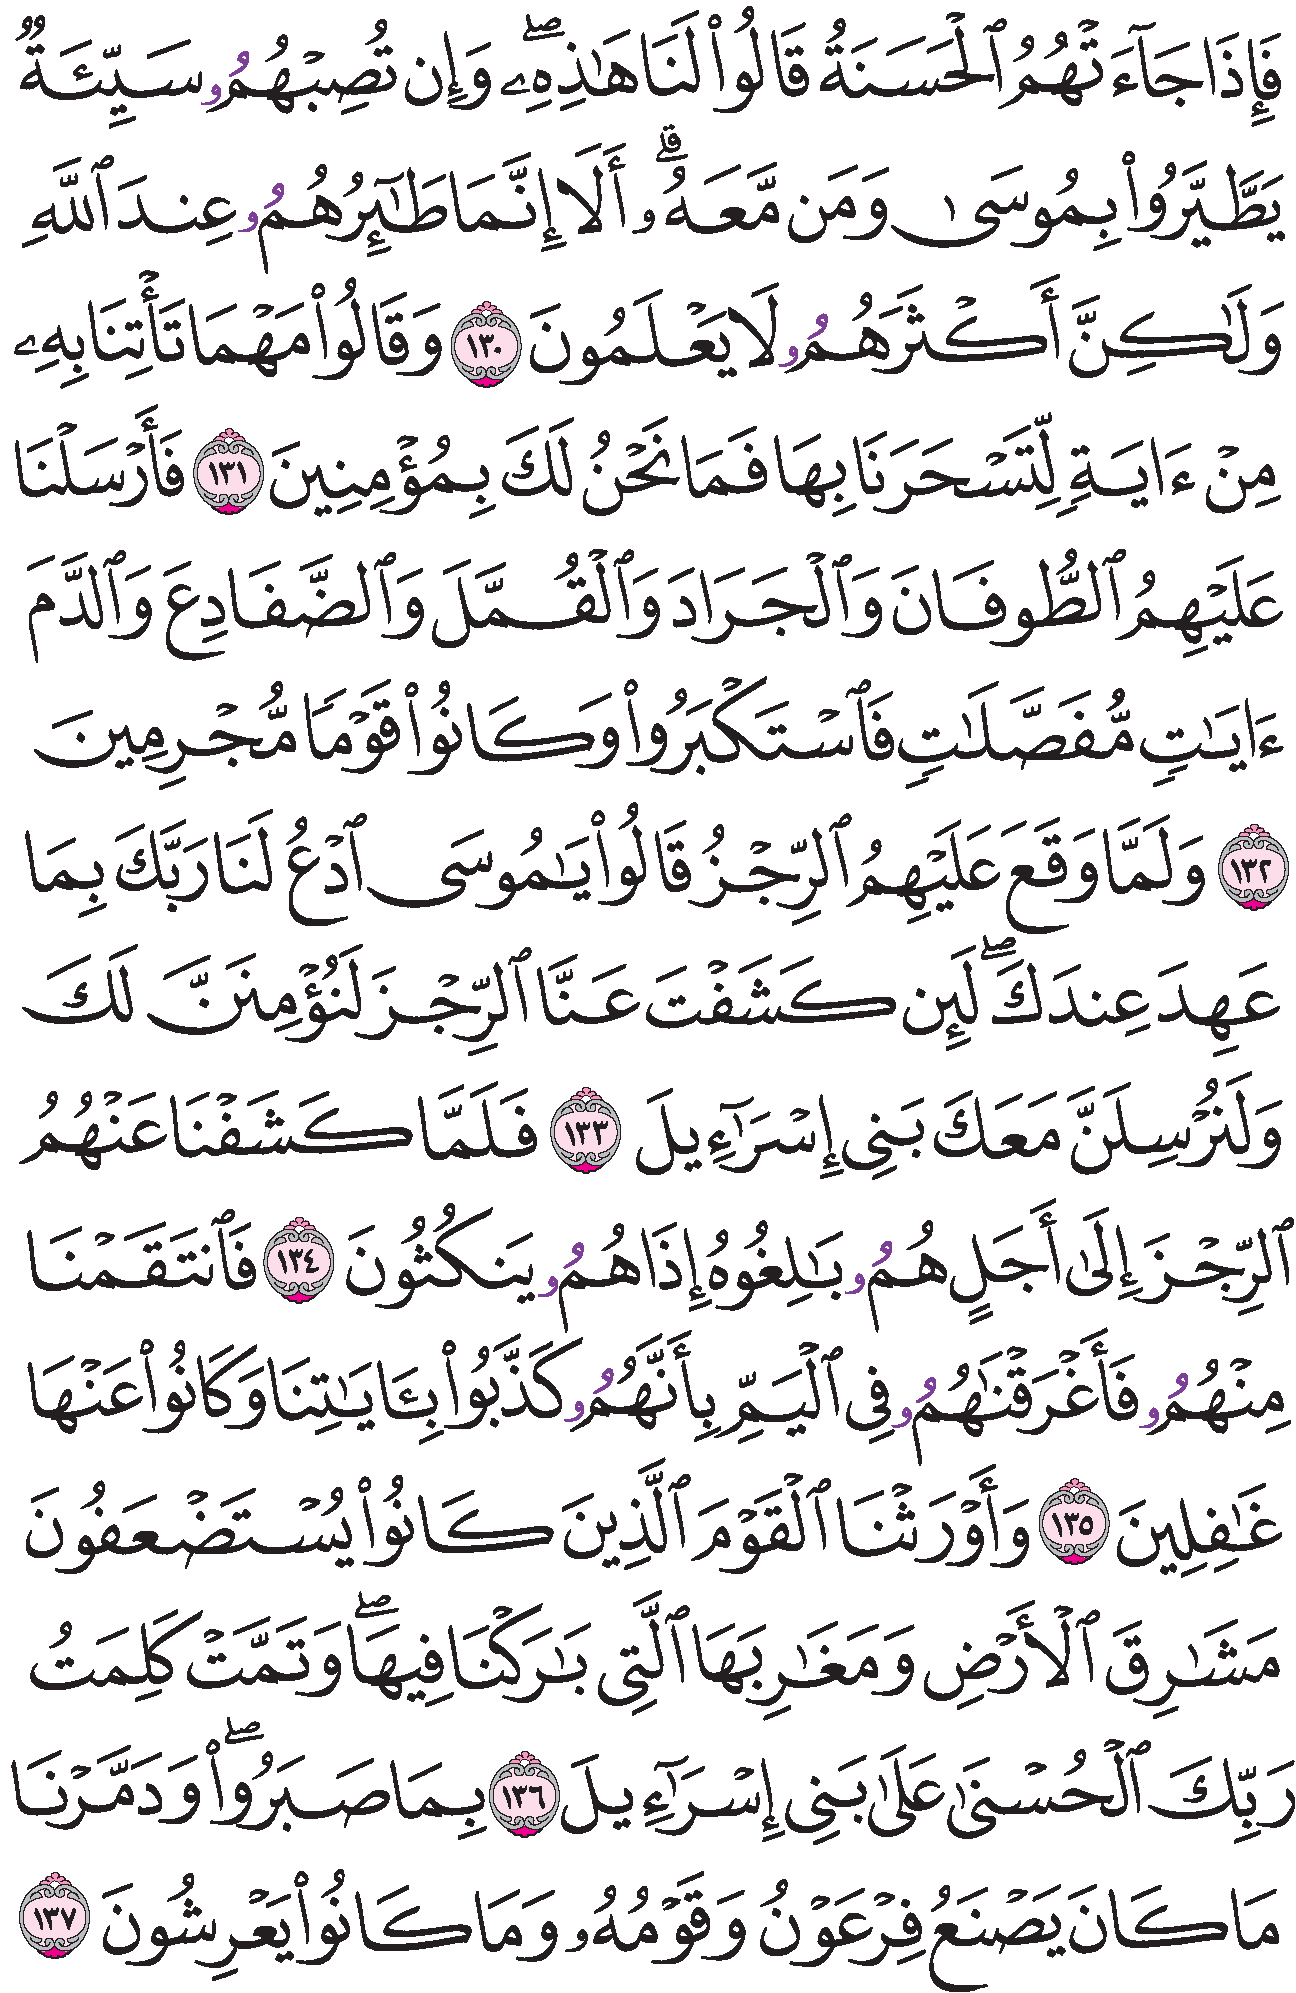 فَإِذَا جَآءَتْهُمُ ٱلْحَسَنَةُ قَالُوا۟ لَنَا هَـٰذِهِۦ ۖ وَإِن تُصِبْهُمُۥ سَيِّئَةٌ
يَطَّيَّرُوا۟ بِمُوسَىٰ وَمَن مَّعَهُۥٓ ۗ أَلَآ إِنَّمَا طَـٰٓئِرُهُمُۥ عِندَ ٱللَّهِ
وَلَـٰكِنَّ أَكْثَرَهُمُۥ لَا يَعْلَمُونَ ١٣٠ وَقَالُوا۟ مَهْمَا تَأْتِنَا بِهِۦ
مِنْ ءَايَةٍ لِّتَسْحَرَنَا بِهَا فَمَا نَحْنُ لَكَ بِمُؤْمِنِينَ ١٣١ فَأَرْسَلْنَا
عَلَيْهِمُ ٱلطُّوفَانَ وَٱلْجَرَادَ وَٱلْقُمَّلَ وَٱلضَّفَادِعَ وَٱلدَّمَ
ءَايَـٰتٍ مُّفَصَّلَـٰتٍ فَٱسْتَكْبَرُوا۟ وَكَانُوا۟ قَوْمًا مُّجْرِمِينَ
١٣٢ وَلَمَّا وَقَعَ عَلَيْهِمُ ٱلرِّجْزُ قَالُوا۟ يَـٰمُوسَى ٱدْعُ لَنَا رَبَّكَ بِمَا
عَهِدَ عِندَكَ ۖ لَئِن كَشَفْتَ عَنَّا ٱلرِّجْزَ لَنُؤْمِنَنَّ لَكَ
وَلَنُرْسِلَنَّ مَعَكَ بَنِى إِسْرَٰٓءِيلَ ١٣٣ فَلَمَّا كَشَفْنَا عَنْهُمُ
ٱلرِّجْزَ إِلَىٰ أَجَلٍ هُمُۥ بَـٰلِغُوهُ إِذَا هُمُۥ يَنكُثُونَ ١٣٤ فَٱنتَقَمْنَا
مِنْهُمُۥ فَأَغْرَقْنَـٰهُمُۥ فِى ٱلْيَمِّ بِأَنَّهُمُۥ كَذَّبُوا۟ بِـَٔايَـٰتِنَا وَكَانُوا۟ عَنْهَا
غَـٰفِلِينَ ١٣٥ وَأَوْرَثْنَا ٱلْقَوْمَ ٱلَّذِينَ كَانُوا۟ يُسْتَضْعَفُونَ
مَشَـٰرِقَ ٱلْأَرْضِ وَمَغَـٰرِبَهَا ٱلَّتِى بَـٰرَكْنَا فِيهَا ۖ وَتَمَّتْ كَلِمَتُ
رَبِّكَ ٱلْحُسْنَىٰ عَلَىٰ بَنِى إِسْرَٰٓءِيلَ ١٣٦ بِمَا صَبَرُوا۟ ۖ وَدَمَّرْنَا
مَا كَانَ يَصْنَعُ فِرْعَوْنُ وَقَوْمُهُۥ وَمَا كَانُوا۟ يَعْرِشُونَ ١٣٧